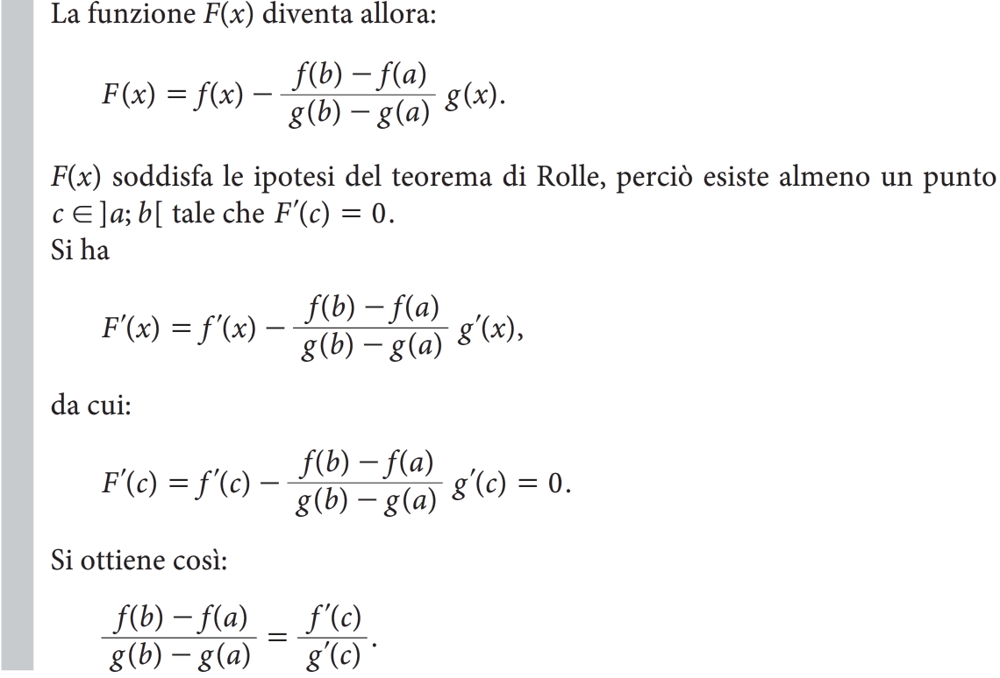 La funzione F(x) diventa allora:
F(x) = f(x) − \frac{f(b) − f(a)}{g(b) − g(a)} g(x).
F(x) soddisfa le ipotesi del teorema di Rolle, perciò esiste almeno un punto
c ∈ ]a; b[ tale che F′(c) = 0.
Si ha
F′(x) = f′(x) − \frac{f(b) − f(a)}{g(b) − g(a)} g′(x),
da cui:
F′(c) = f′(c) − \frac{f(b) − f(a)}{g(b) − g(a)} g′(c) = 0.
Si ottiene così:
\frac{f(b) − f(a)}{g(b) − g(a)} = \frac{f′(c)}{g′(c)}.